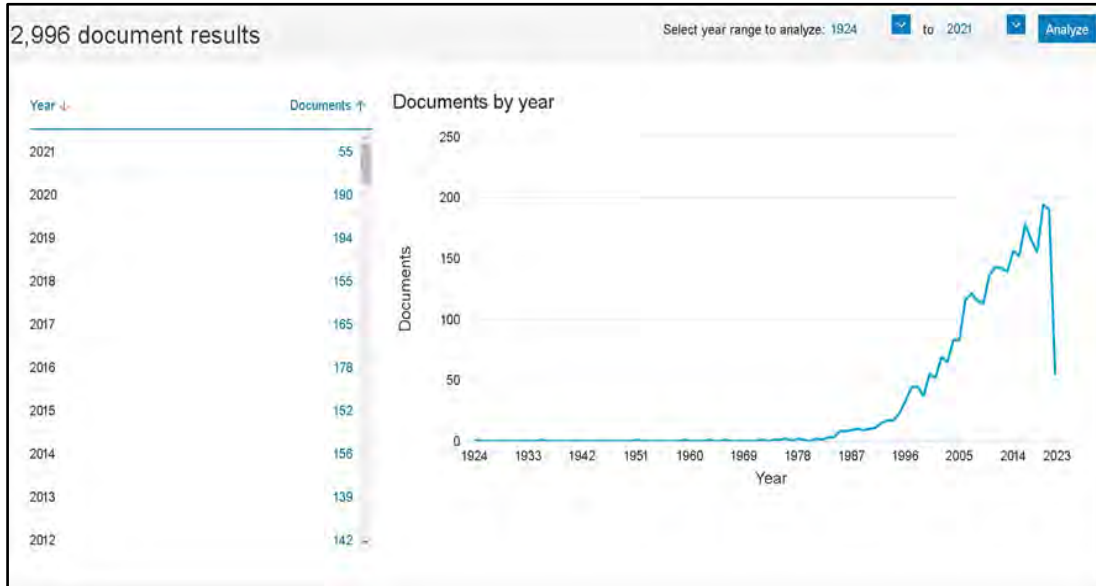 2,996 document results
Select year range to analyze: 1924 to 2021 Analyze
Year ↓ Documents ↑
2021 55
2020 190
2019 194
2018 155
2017 165
2016 178
2015 152
2014 156
2013 139
2012 142
Documents by year
250
200
150
100
50
0
Documents
1924 1933 1942 1951 1960 1969 1978 1987 1996 2005 2014 2023
Year